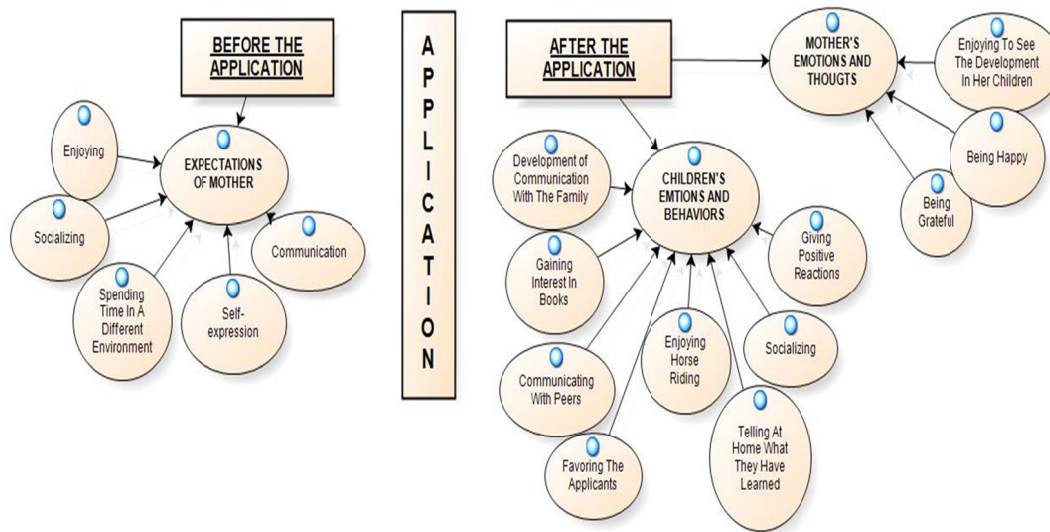 BEFORE THE
APPLICATION
Enjoying
EXPECTATIONS
OF MOTHER
Socializing
Communication
Spending
Time In A
Different
Environment
Self-
expression
A
P
P
L
I
C
A
T
I
O
N
AFTER THE
APPLICATION
MOTHER'S
EMOTIONS AND
THOUGTS
Enjoying To See
The Development
In Her Children
Being Happy
Being
Grateful
Development of
Communication
With The Family
CHILDREN'S
EMTIONS AND
BEHAVIORS
Giving
Positive
Reactions
Gaining
Interest In
Books
Enjoying
Horse
Riding
Socializing
Communicating
With Peers
Telling At
Home What
They Have
Learned
Favoring The
Applicants